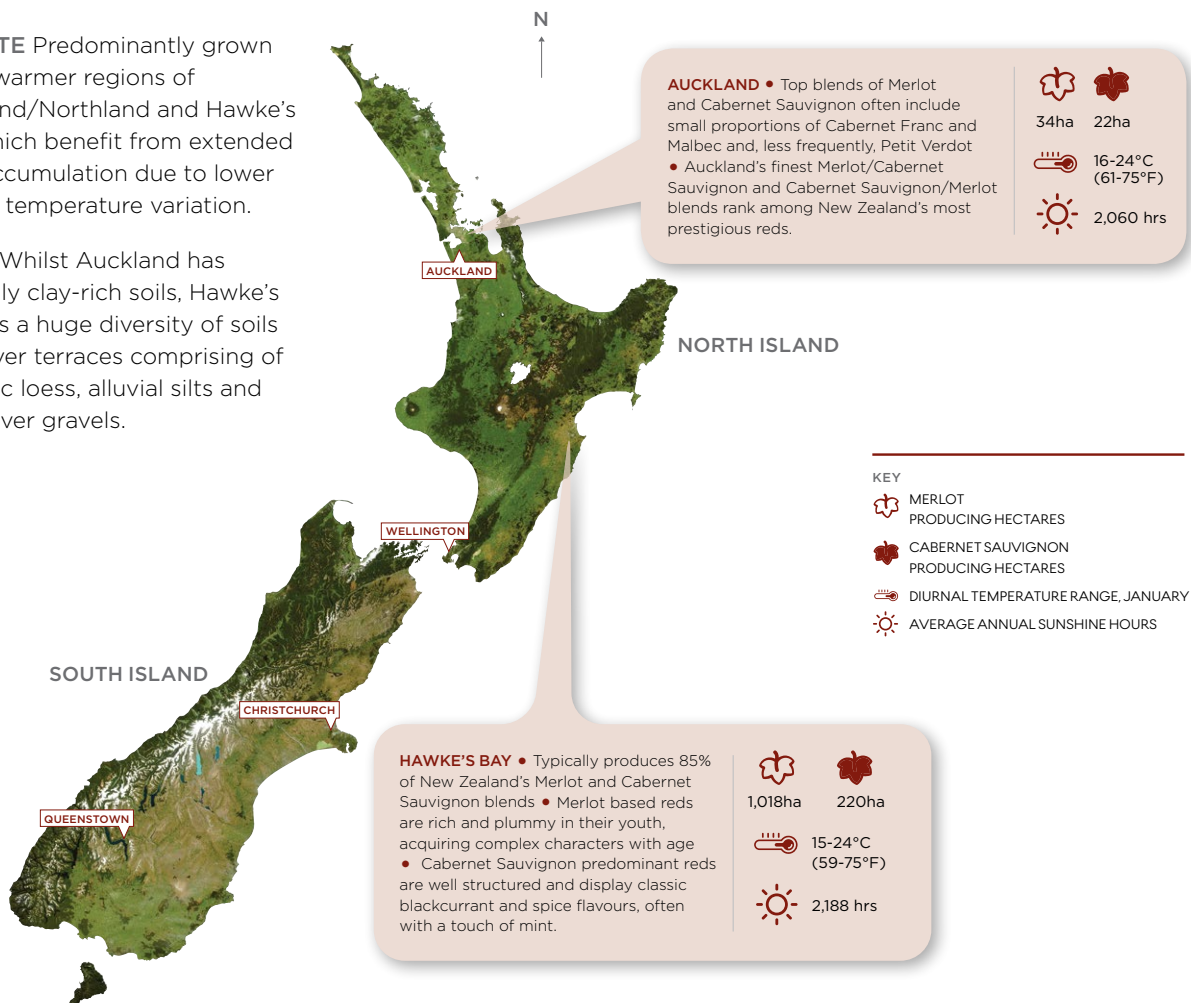 TE Predominantly grown
warmer regions of
nd/Northland and Hawke's
hich benefit from extended
ccumulation due to lower
temperature variation.
Whilst Auckland has
ly clay-rich soils, Hawke's
s a huge diversity of soils
ver terraces comprising of
c loess, alluvial silts and
ver gravels.
N
AUCKLAND • Top blends of Merlot
and Cabernet Sauvignon often include
small proportions of Cabernet Franc and
Malbec and, less frequently, Petit Verdot
• Auckland's finest Merlot/Cabernet
Sauvignon and Cabernet Sauvignon/Merlot
blends rank among New Zealand's most
prestigious reds.
34ha 22ha
16-24°C
(61-75°F)
2,060 hrs
AUCKLAND
NORTH ISLAND
KEY
MERLOT
PRODUCING HECTARES
CABERNET SAUVIGNON
PRODUCING HECTARES
DIURNAL TEMPERATURE RANGE, JANUARY
AVERAGE ANNUAL SUNSHINE HOURS
WELLINGTON
SOUTH ISLAND
CHRISTCHURCH
QUEENSTOWN
HAWKE'S BAY • Typically produces 85%
of New Zealand's Merlot and Cabernet
Sauvignon blends • Merlot based reds
are rich and plummy in their youth,
acquiring complex characters with age
• Cabernet Sauvignon predominant reds
are well structured and display classic
blackcurrant and spice flavours, often
with a touch of mint.
1,018ha 220ha
15-24°C
(59-75°F)
2,188 hrs